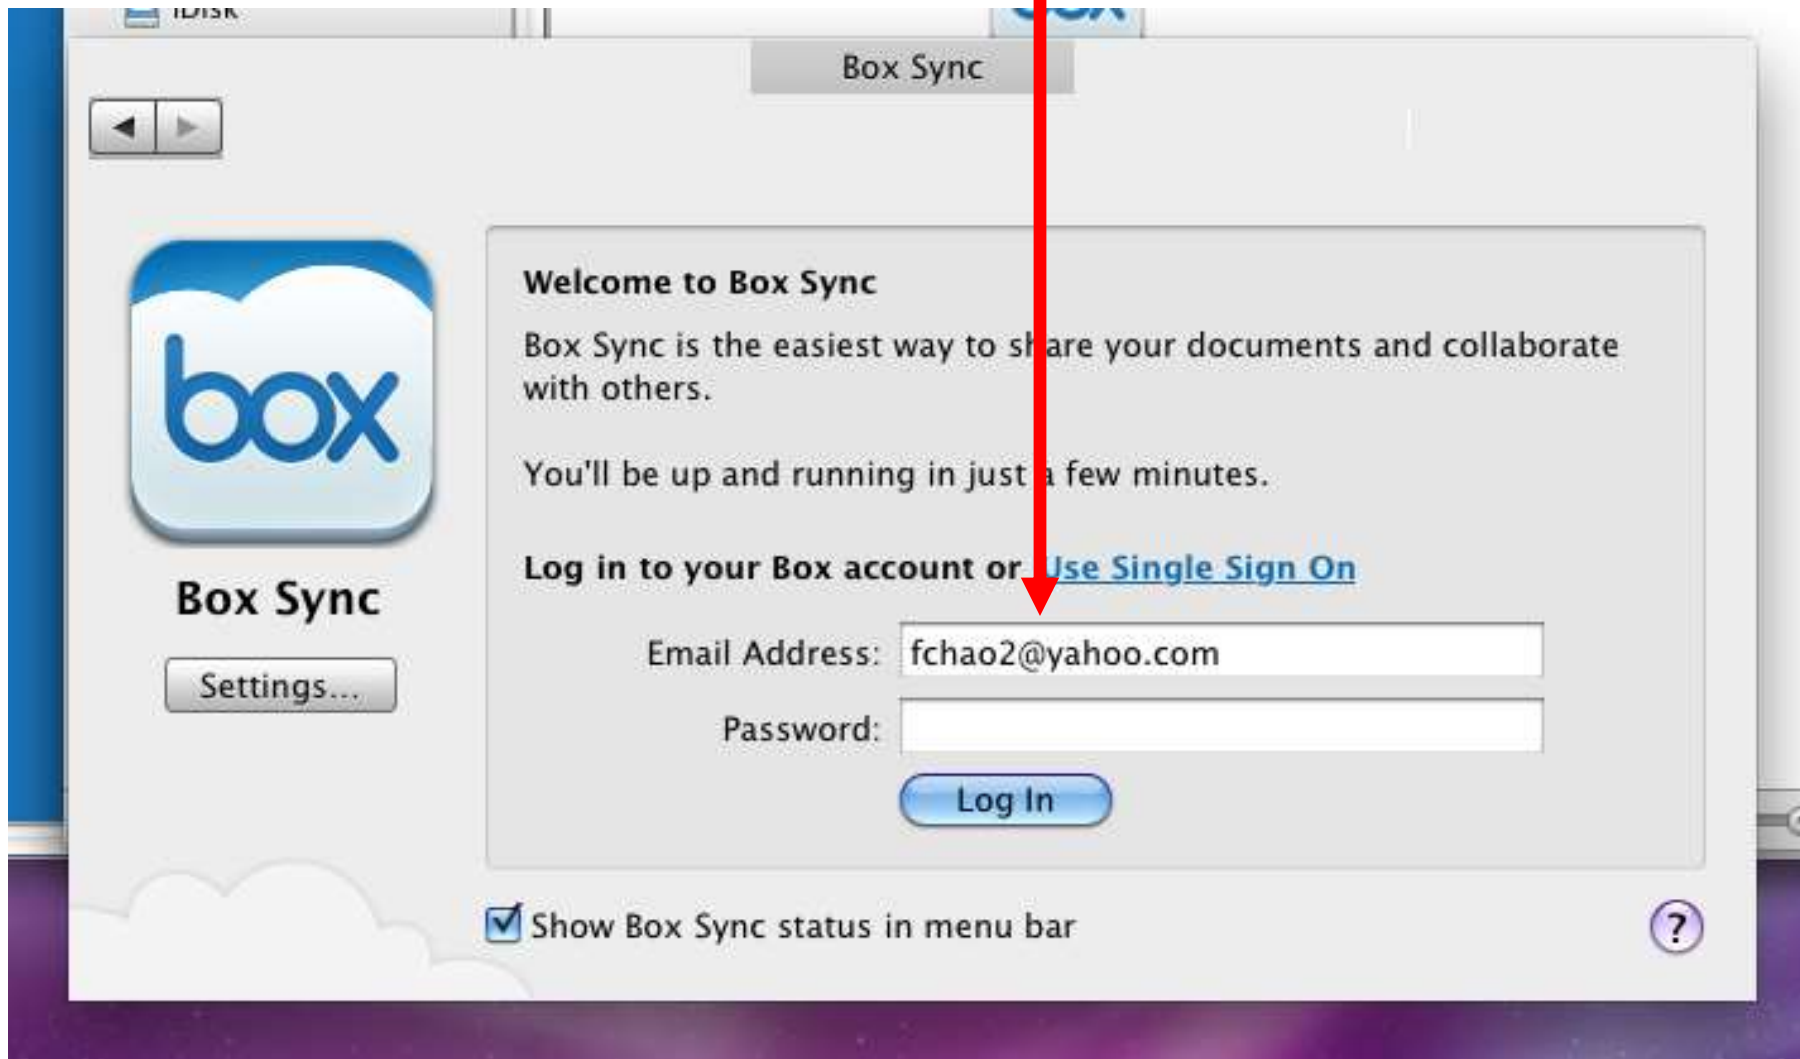 iDisk
box
Box Sync
box
Welcome to Box Sync
Box Sync is the easiest way to share your documents and collaborate
with others.
You'll be up and running in just a few minutes.
Log in to your Box account or Use Single Sign On
Box Sync
Settings...
Email Address: fchao2@yahoo.com
Password:
Log In
Show Box Sync status in menu bar
?